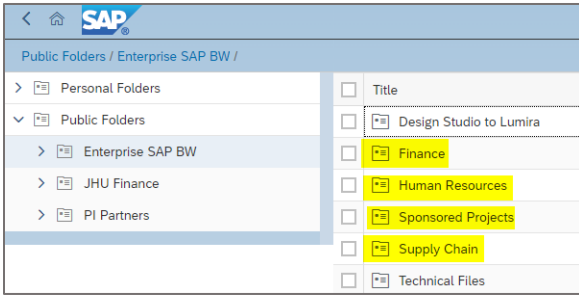 SAP
Public Folders / Enterprise SAP BW /
Personal Folders
Public Folders
Enterprise SAP BW
JHU Finance
PI Partners
Title
Design Studio to Lumira
Finance
Human Resources
Sponsored Projects
Supply Chain
Technical Files